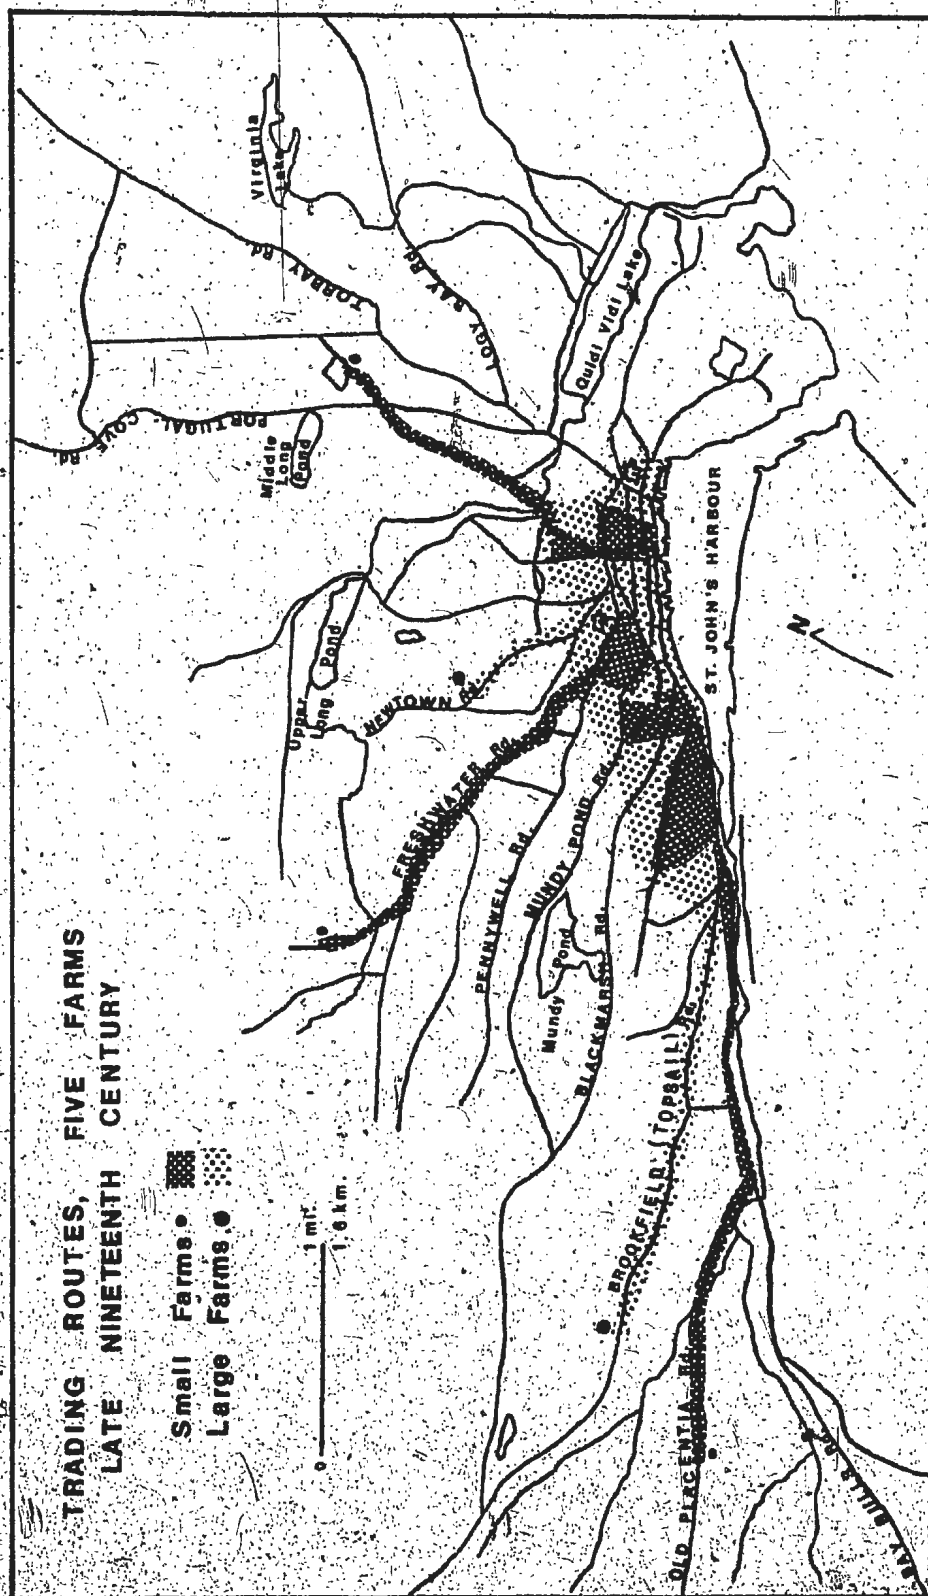 TRADING ROUTES, FIVE FARMS
LATE NINETEENTH CENTURY
Small Farms
Large Farms
0 1 mi.
1.6 km.
Virginia
Lake
TORBAY Rd.
LOGY BAY Rd.
Quidi Vidi Lake
PORTUGAL COVE Rd
Middle
Long
Pond
Upper
Long
Pond
NEWTOWN Rd.
FRESHWATER Rd.
PENNYWELL Rd.
MUNDY POND Rd.
Mundy
Pond
BLACKMARSH Rd.
BROOKFIELD (TOPSAIL) Rd.
OLD PLACENTIA Rd.
BAY BULLS Rd.
ST. JOHN'S HARBOUR
N